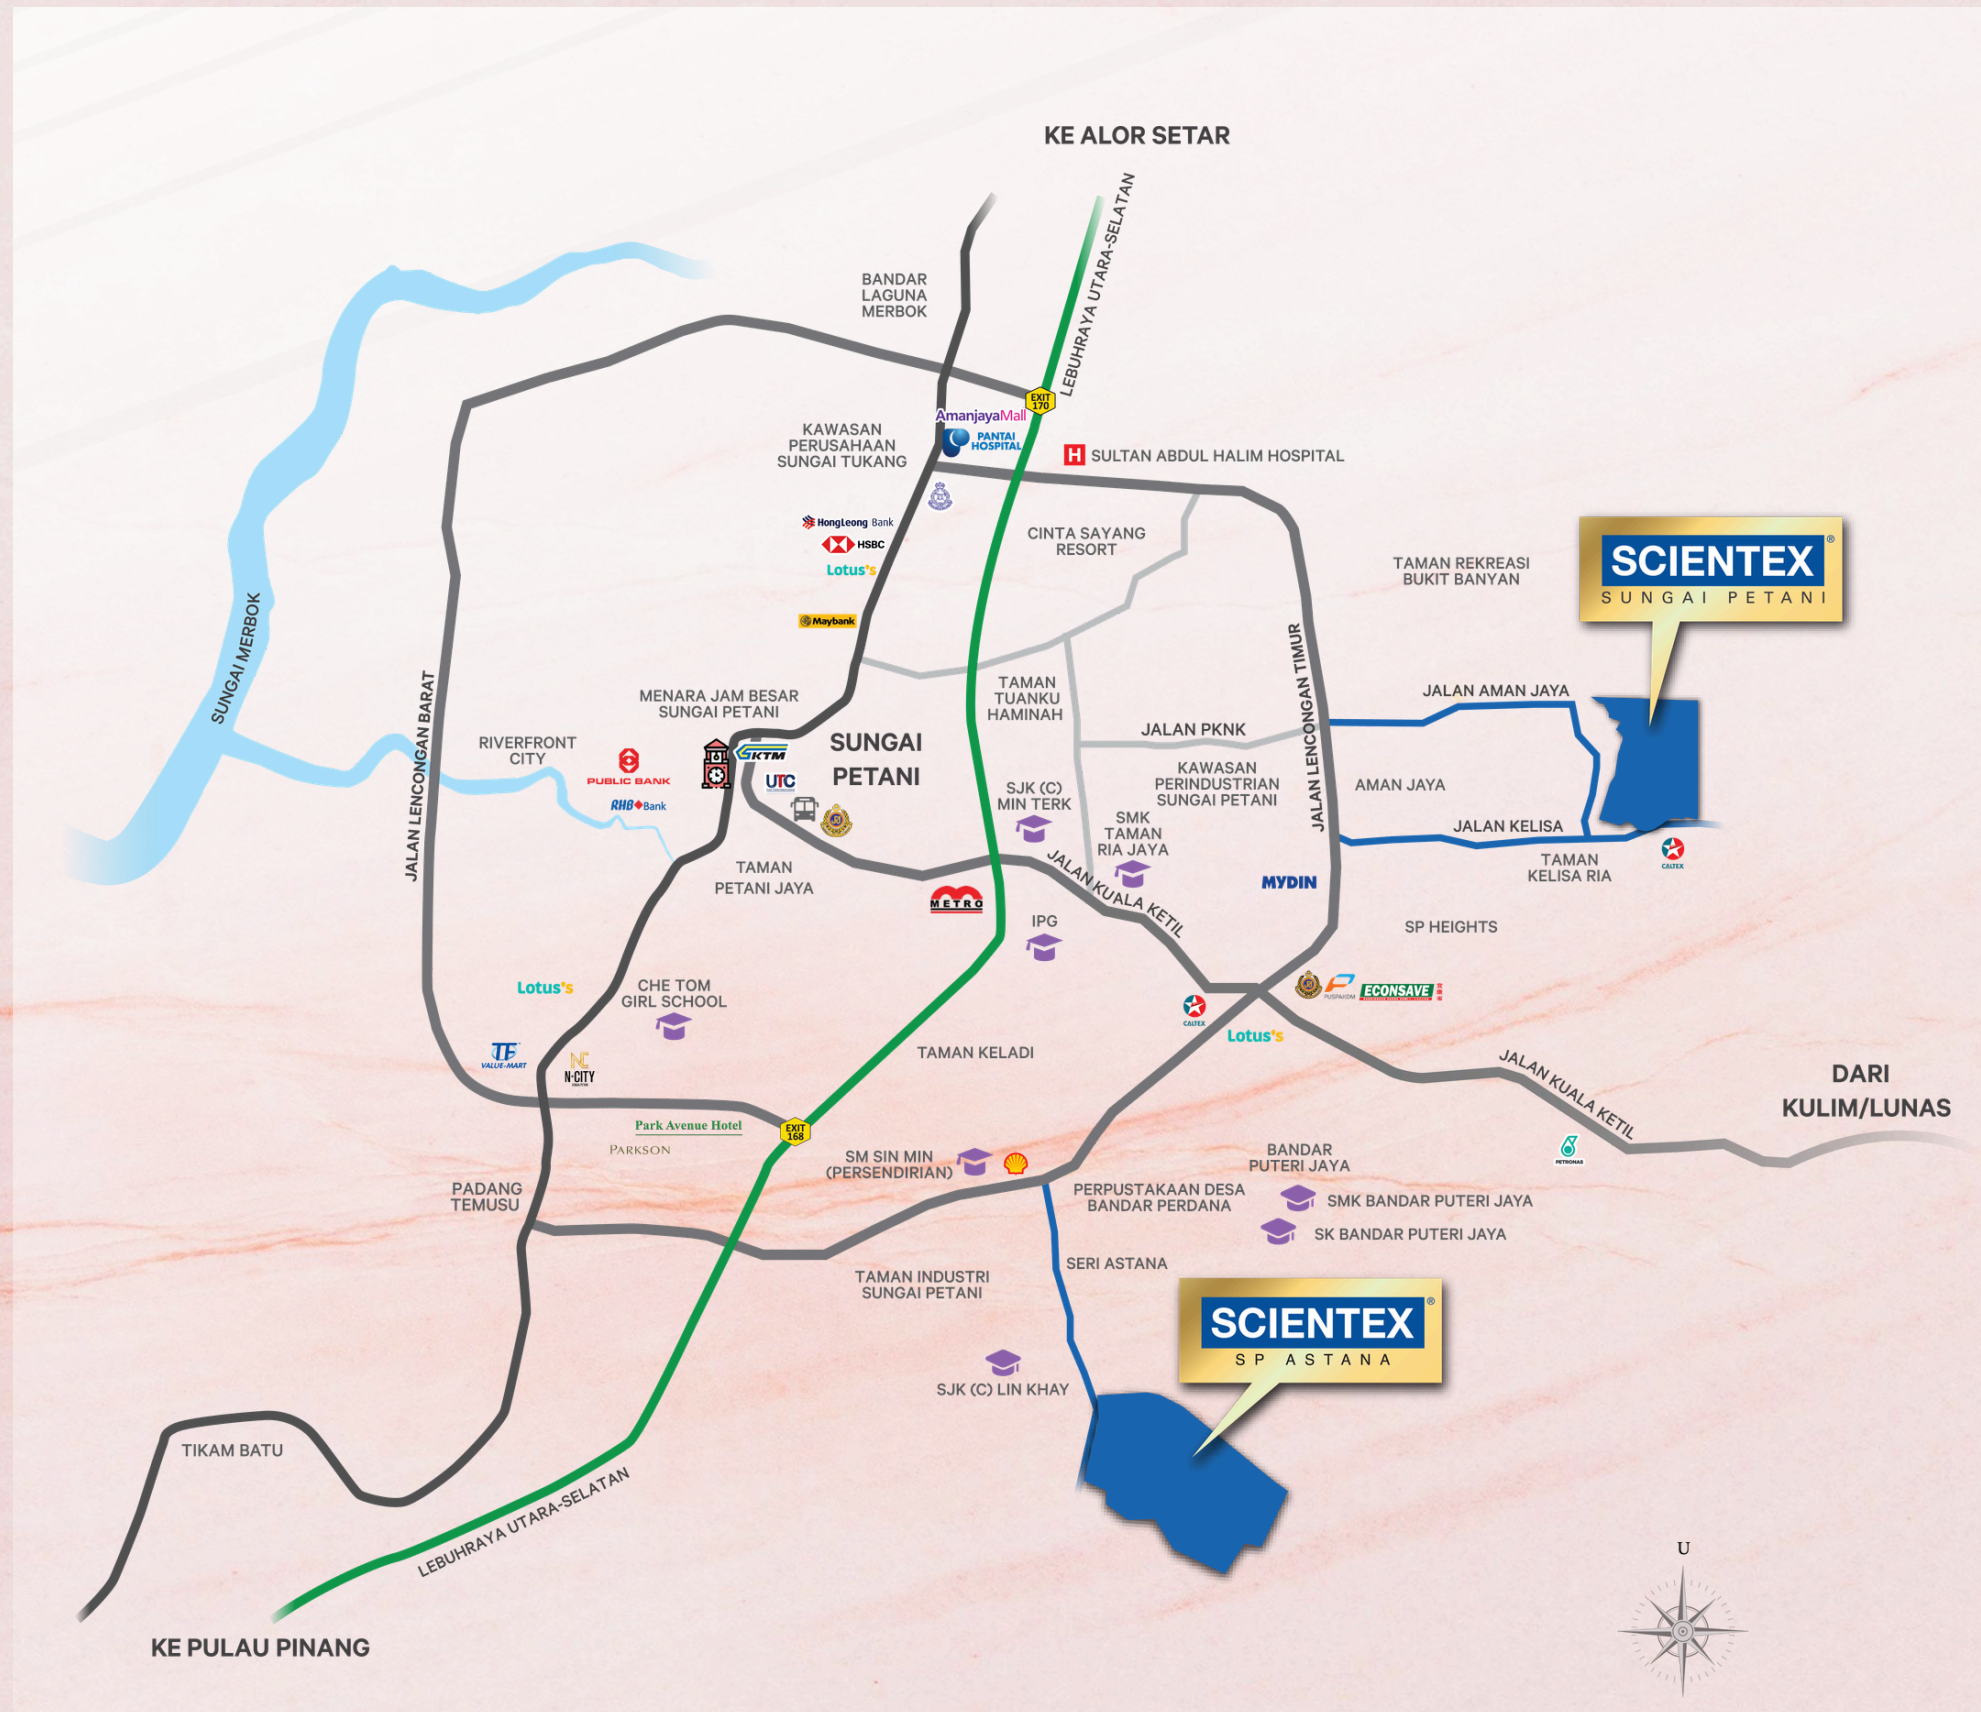 KE ALOR SETAR
LEBUHRAYA UTARA-SELATAN
BANDAR
LAGUNA
MERBOK
EXIT
170
AmanjayaMall
PANTAI
HOSPITAL
KAWASAN
PERUSAHAAN
SUNGAI TUKANG
H
SULTAN ABDUL HALIM HOSPITAL
HongLeong Bank
HSBC
Lotus's
Maybank
CINTA SAYANG
RESORT
TAMAN REKREASI
BUKIT BANYAN
SCIENTEX®
SUNGAI PETANI
SUNGAI MERBOK
JALAN LENCONGAN BARAT
MENARA JAM BESAR
SUNGAI PETANI
TAMAN
TUANKU
HAMINAH
JALAN LENCONGAN TIMUR
JALAN AMAN JAYA
JALAN PKNK
RIVERFRONT
CITY
PUBLIC BANK
RHB Bank
KTM
UTC
SUNGAI
PETANI
SJK (C)
MIN TERK
KAWASAN
PERINDUSTRIAN
SUNGAI PETANI
AMAN JAYA
SMK
TAMAN
RIA JAYA
JALAN KELISA
CALTEX
TAMAN
KELISA RIA
TAMAN
PETANI JAYA
METRO
JALAN KUALA KETIL
MYDIN
IPG
SP HEIGHTS
Lotus's
CHE TOM
GIRL SCHOOL
PUSPAKOM
ECONSAVE
CALTEX
Lotus's
TF
VALUE-MART
NC
N-CITY
TAMAN KELADI
JALAN KUALA KETIL
DARI
KULIM/LUNAS
Park Avenue Hotel
PARKSON
EXIT
168
SM SIN MIN
(PERSENDIRIAN)
BANDAR
PUTERI JAYA
PETRONAS
PADANG
TEMUSU
PERPUSTAKAAN DESA
BANDAR PERDANA
SMK BANDAR PUTERI JAYA
SK BANDAR PUTERI JAYA
SERI ASTANA
TAMAN INDUSTRI
SUNGAI PETANI
SCIENTEX®
SP ASTANA
SJK (C) LIN KHAY
TIKAM BATU
LEBUHRAYA UTARA-SELATAN
U
KE PULAU PINANG